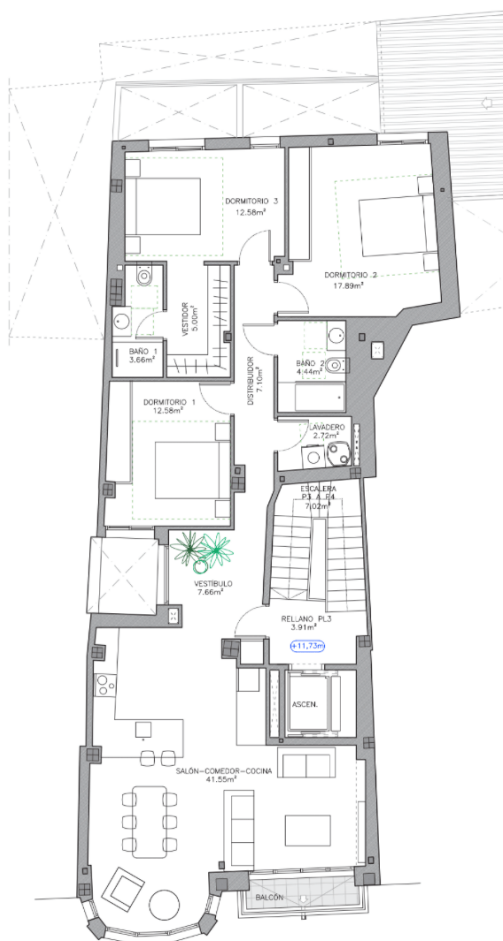 DORMITORIO 3
12.58m²
DORMITORIO 2
17.89m²
VESTIDOR
5.00m²
BAÑO 1
3.66m²
DISTRIBUIDOR
7.10m²
BAÑO 2
4.44m²
DORMITORIO 1
12.58m²
LAVADERO
2.72m²
ESCALERA
P3 A P4
7.02m²
VESTÍBULO
7.66m²
RELLANO PL3
3.91m²
+11,73m
ASCEN.
SALÓN-COMEDOR-COCINA
41.55m²
BALCÓN